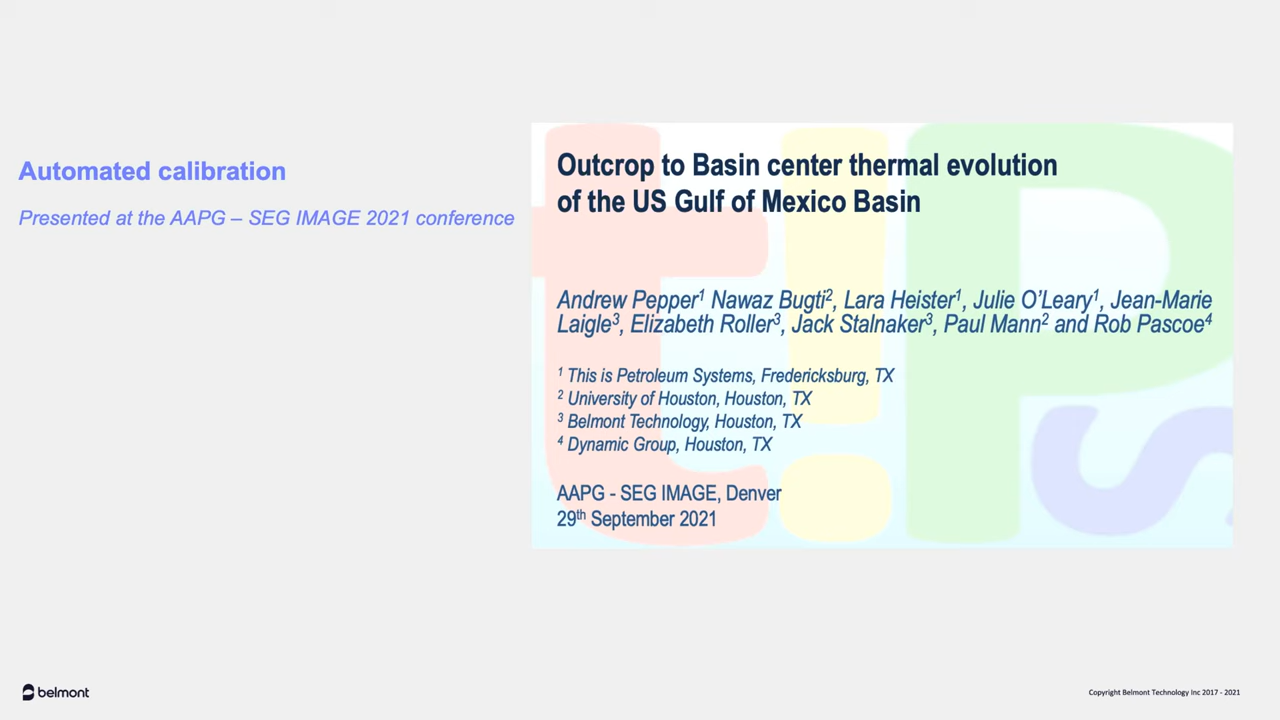 Automated calibration
Presented at the AAPG – SEG IMAGE 2021 conference
Outcrop to Basin center thermal evolution
of the US Gulf of Mexico Basin
Andrew Pepper¹ Nawaz Bugti², Lara Heister¹, Julie O’Leary¹, Jean-Marie
Laigle³, Elizabeth Roller³, Jack Stalnaker³, Paul Mann² and Rob Pascoe⁴
¹ This is Petroleum Systems, Fredericksburg, TX
² University of Houston, Houston, TX
³ Belmont Technology, Houston, TX
⁴ Dynamic Group, Houston, TX
AAPG - SEG IMAGE, Denver
29th September 2021
t!Ps
belmont
Copyright Belmont Technology Inc 2017 - 2021